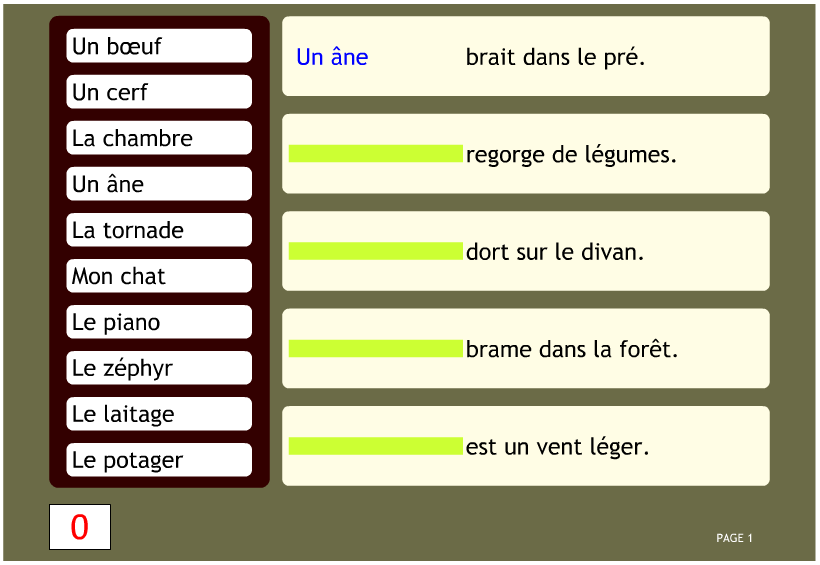 Un bœuf
Un cerf
La chambre
Un âne
La tornade
Mon chat
Le piano
Le zéphyr
Le laitage
Le potager
Un âne brait dans le pré.
regorge de légumes.
dort sur le divan.
brame dans la forêt.
est un vent léger.
0
PAGE 1